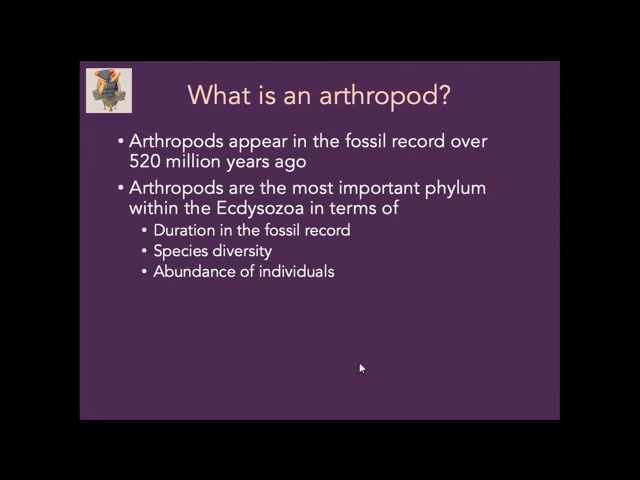 What is an arthropod?
• Arthropods appear in the fossil record over
520 million years ago
• Arthropods are the most important phylum
within the Ecdysozoa in terms of
• Duration in the fossil record
• Species diversity
• Abundance of individuals